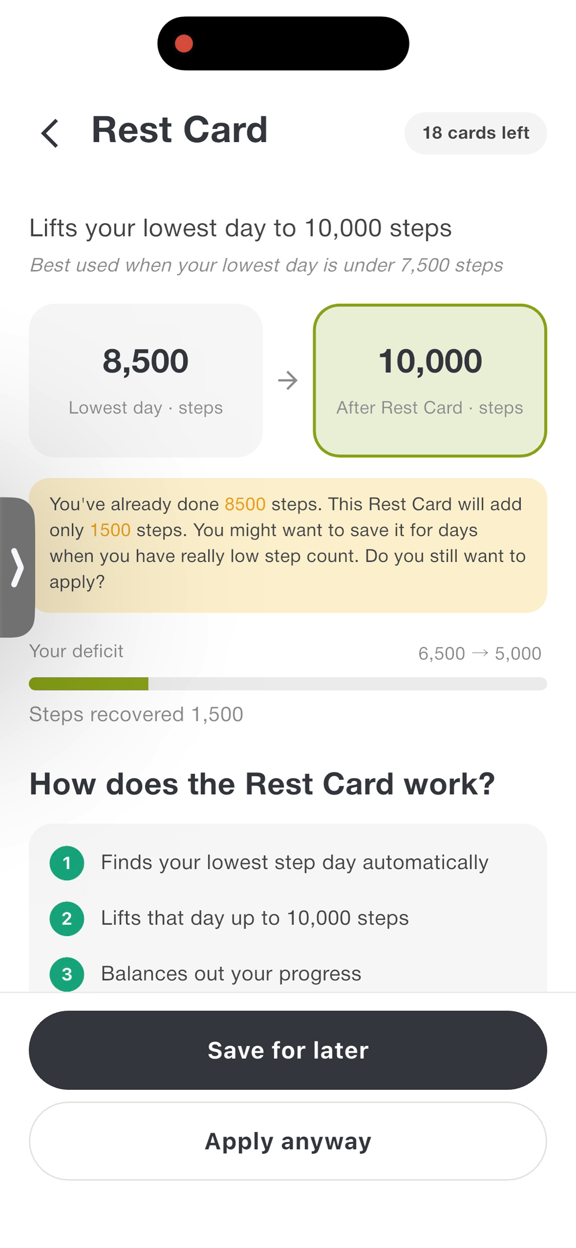 Rest Card
18 cards left
Lifts your lowest day to 10,000 steps
Best used when your lowest day is under 7,500 steps
8,500
Lowest day · steps
→
10,000
After Rest Card · steps
You've already done 8500 steps. This Rest Card will add
only 1500 steps. You might want to save it for days
when you have really low step count. Do you still want to
apply?
Your deficit
6,500 → 5,000
Steps recovered 1,500
How does the Rest Card work?
1 Finds your lowest step day automatically
2 Lifts that day up to 10,000 steps
3 Balances out your progress
Save for later
Apply anyway